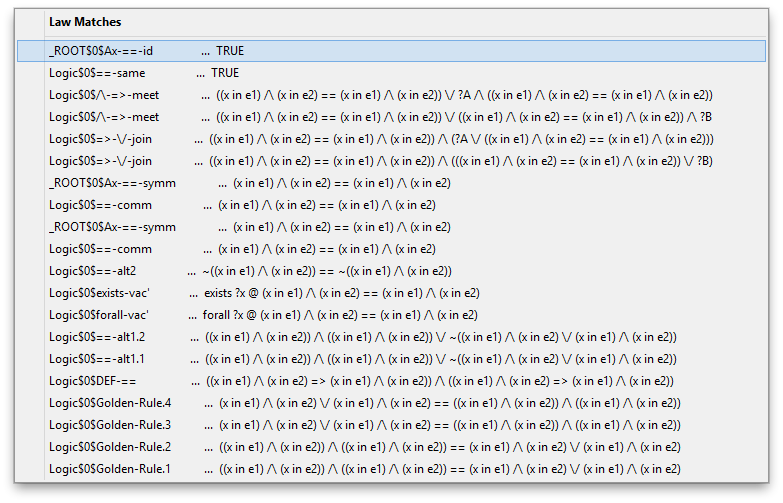 Law Matches
_ROOT$0$Ax-==-id ... TRUE
Logic$0$==-same ... TRUE
Logic$0$/\-=>-meet ... ((x in e1) /\ (x in e2) == (x in e1) /\ (x in e2)) \/ ?A /\ ((x in e1) /\ (x in e2) == (x in e1) /\ (x in e2))
Logic$0$/\-=>-meet ... ((x in e1) /\ (x in e2) == (x in e1) /\ (x in e2)) \/ ((x in e1) /\ (x in e2) == (x in e1) /\ (x in e2)) /\ ?B
Logic$0$=>-\/-join ... ((x in e1) /\ (x in e2) == (x in e1) /\ (x in e2)) /\ (?A \/ ((x in e1) /\ (x in e2) == (x in e1) /\ (x in e2)))
Logic$0$=>-\/-join ... ((x in e1) /\ (x in e2) == (x in e1) /\ (x in e2)) /\ (((x in e1) /\ (x in e2) == (x in e1) /\ (x in e2)) \/ ?B)
_ROOT$0$Ax-==-symm ... (x in e1) /\ (x in e2) == (x in e1) /\ (x in e2)
Logic$0$==-comm ... (x in e1) /\ (x in e2) == (x in e1) /\ (x in e2)
_ROOT$0$Ax-==-symm ... (x in e1) /\ (x in e2) == (x in e1) /\ (x in e2)
Logic$0$==-comm ... (x in e1) /\ (x in e2) == (x in e1) /\ (x in e2)
Logic$0$==-alt2 ... ~((x in e1) /\ (x in e2)) == ~((x in e1) /\ (x in e2))
Logic$0$exists-vac' ... exists ?x @ (x in e1) /\ (x in e2) == (x in e1) /\ (x in e2)
Logic$0$forall-vac' ... forall ?x @ (x in e1) /\ (x in e2) == (x in e1) /\ (x in e2)
Logic$0$==-alt1.2 ... ((x in e1) /\ (x in e2)) /\ ((x in e1) /\ (x in e2)) \/ ~((x in e1) /\ (x in e2) \/ (x in e1) /\ (x in e2))
Logic$0$==-alt1.1 ... ((x in e1) /\ (x in e2)) /\ ((x in e1) /\ (x in e2)) \/ ~((x in e1) /\ (x in e2) \/ (x in e1) /\ (x in e2))
Logic$0$DEF-== ... ((x in e1) /\ (x in e2) => (x in e1) /\ (x in e2)) /\ ((x in e1) /\ (x in e2) => (x in e1) /\ (x in e2))
Logic$0$Golden-Rule.4 ... (x in e1) /\ (x in e2) \/ (x in e1) /\ (x in e2) == ((x in e1) /\ (x in e2)) /\ ((x in e1) /\ (x in e2))
Logic$0$Golden-Rule.3 ... (x in e1) /\ (x in e2) \/ (x in e1) /\ (x in e2) == ((x in e1) /\ (x in e2)) /\ ((x in e1) /\ (x in e2))
Logic$0$Golden-Rule.2 ... ((x in e1) /\ (x in e2)) /\ ((x in e1) /\ (x in e2)) == (x in e1) /\ (x in e2) \/ (x in e1) /\ (x in e2)
Logic$0$Golden-Rule.1 ... ((x in e1) /\ (x in e2)) /\ ((x in e1) /\ (x in e2)) == (x in e1) /\ (x in e2) \/ (x in e1) /\ (x in e2)